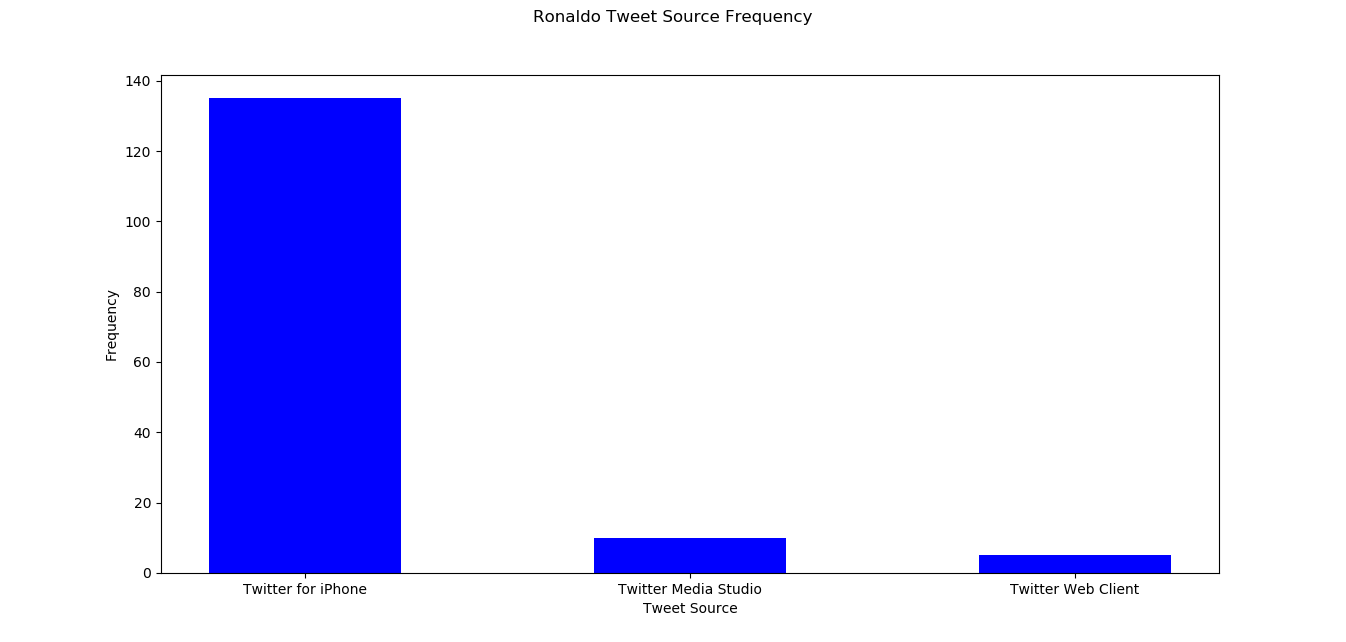 Ronaldo Tweet Source Frequency
140
120
100
80
60
40
20
0
Frequency
Twitter for iPhone
Twitter Media Studio
Twitter Web Client
Tweet Source